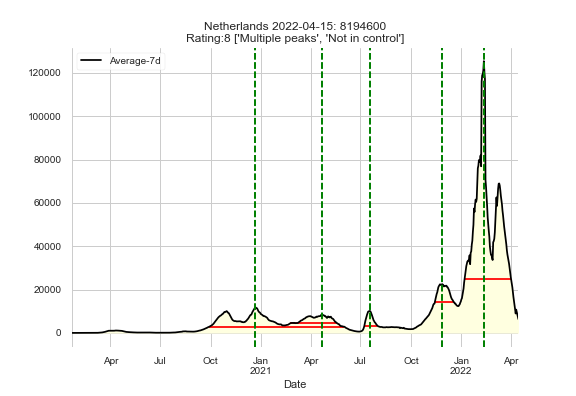 Netherlands 2022-04-15: 8194600
Rating:8 ['Multiple peaks', 'Not in control']
Average-7d
120000
100000
80000
60000
40000
20000
0
Apr Jul Oct Jan Apr Jul Oct Jan Apr
2021 2022
Date